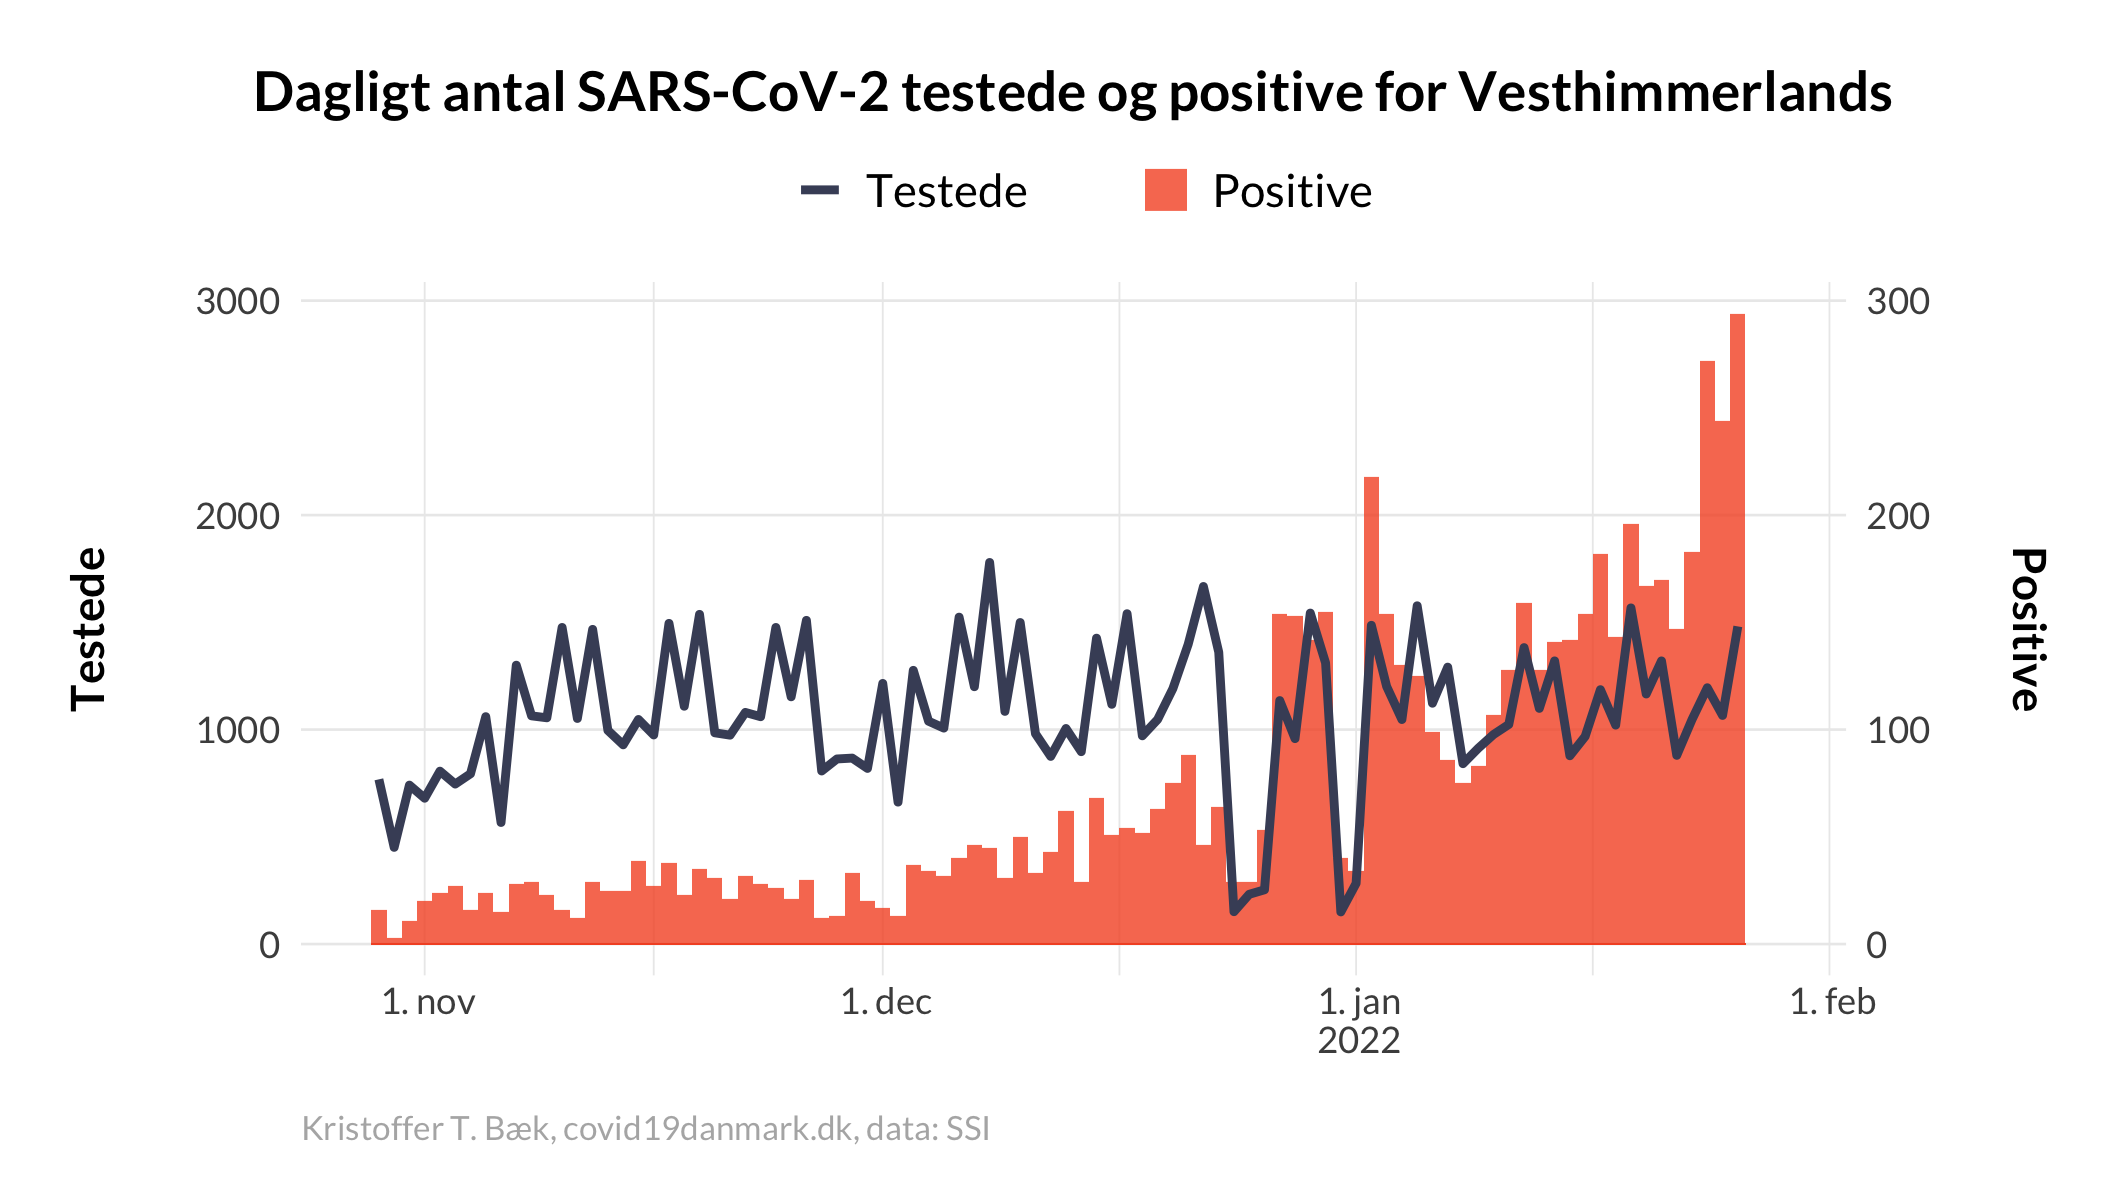 Dagligt antal SARS-CoV-2 testede og positive for Vesthimmerlands
Testede Positive
3000 300
2000 200
1000 100
0 0
Testede
Positive
1. nov 1. dec 1. jan 1. feb
2022
Kristoffer T. Bæk, covid19danmark.dk, data: SSI